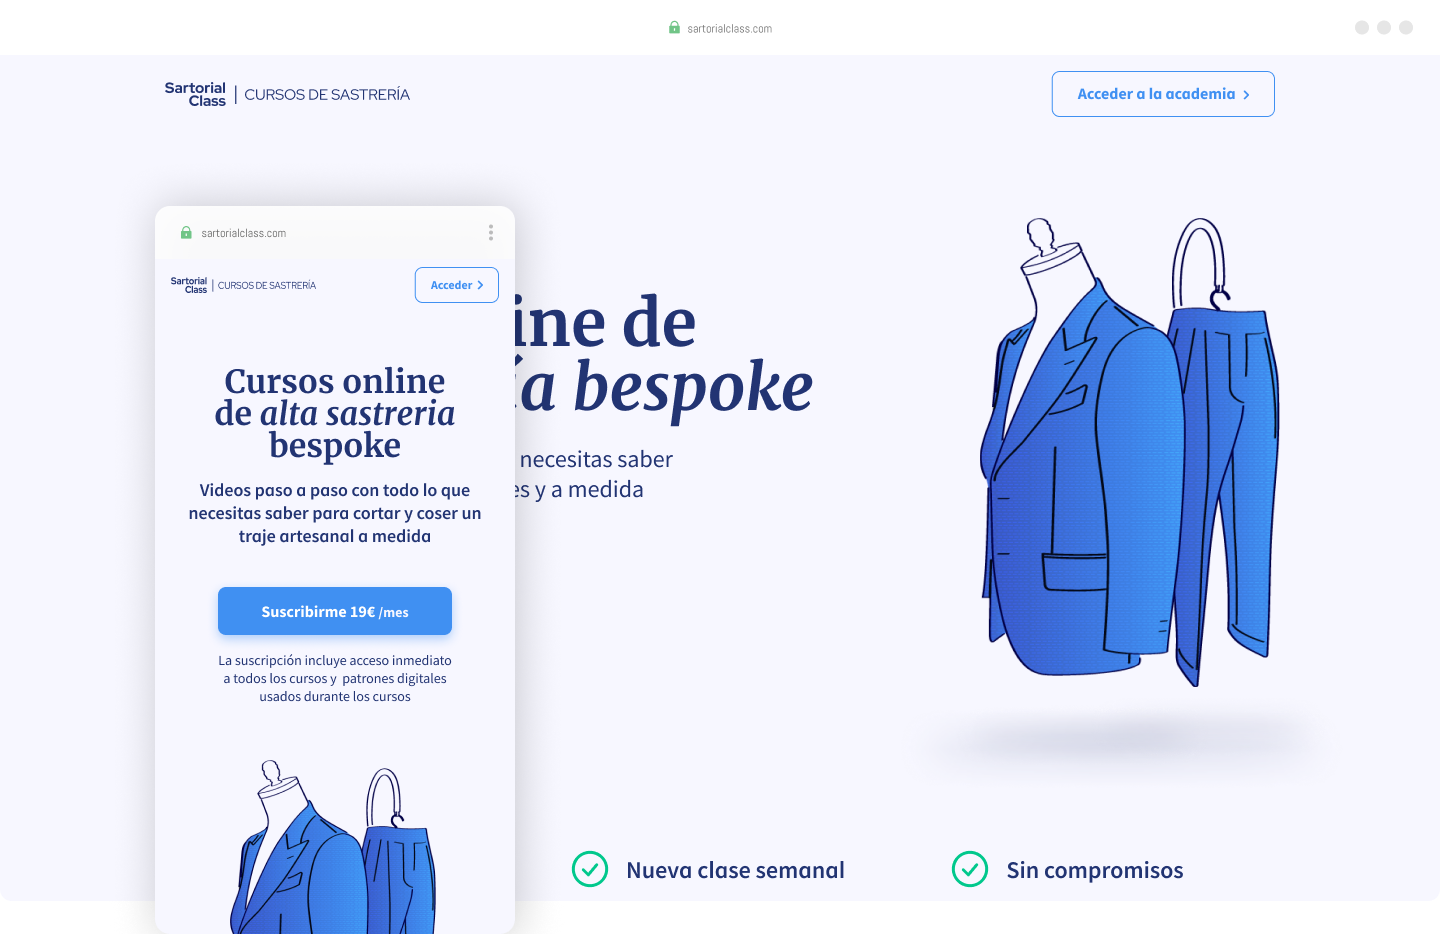 sartorialclass.com
Sartorial
Class
CURSOS DE SASTRERÍA
Acceder a la academia
sartorialclass.com
Sartorial
Class
CURSOS DE SASTRERÍA
Acceder
Cursos online
de alta sastreria
bespoke
Videos paso a paso con todo lo que
necesitas saber para cortar y coser un
traje artesanal a medida
Suscribirme 19€ /mes
La suscripción incluye acceso inmediato
a todos los cursos y patrones digitales
usados durante los cursos
ine de
ía bespoke
necesitas saber
es y a medida
Nueva clase semanal
Sin compromisos